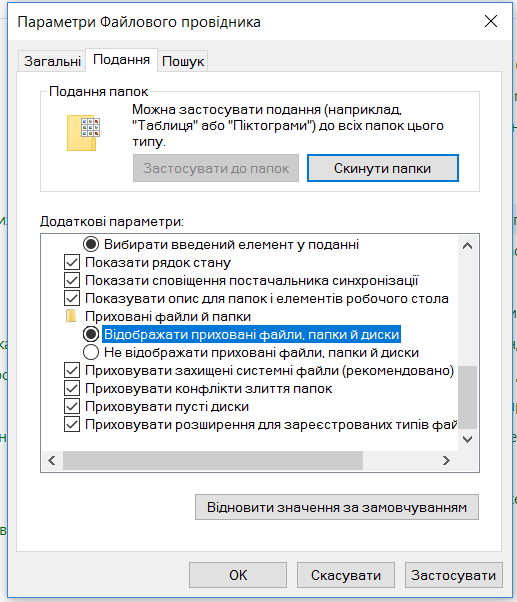 Параметри Файлового провідника
Загальні
Подання
Пошук
Подання папок
Можна застосувати подання (наприклад,
"Таблиця" або "Піктограми") до всіх папок цього
типу.
Застосувати до папок
Скинути папки
Додаткові параметри:
Вибирати введений елемент у поданні
Показати рядок стану
Показати сповіщення постачальника синхронізації
Показувати опис для папок і елементів робочого стола
Приховані файли й папки
Відображати приховані файли, папки й диски
Не відображати приховані файли, папки й диски
Приховувати захищені системні файли (рекомендовано)
Приховувати конфлікти злиття папок
Приховувати пусті диски
Приховувати розширення для зареєстрованих типів фай
Відновити значення за замовчуванням
OK
Скасувати
Застосувати